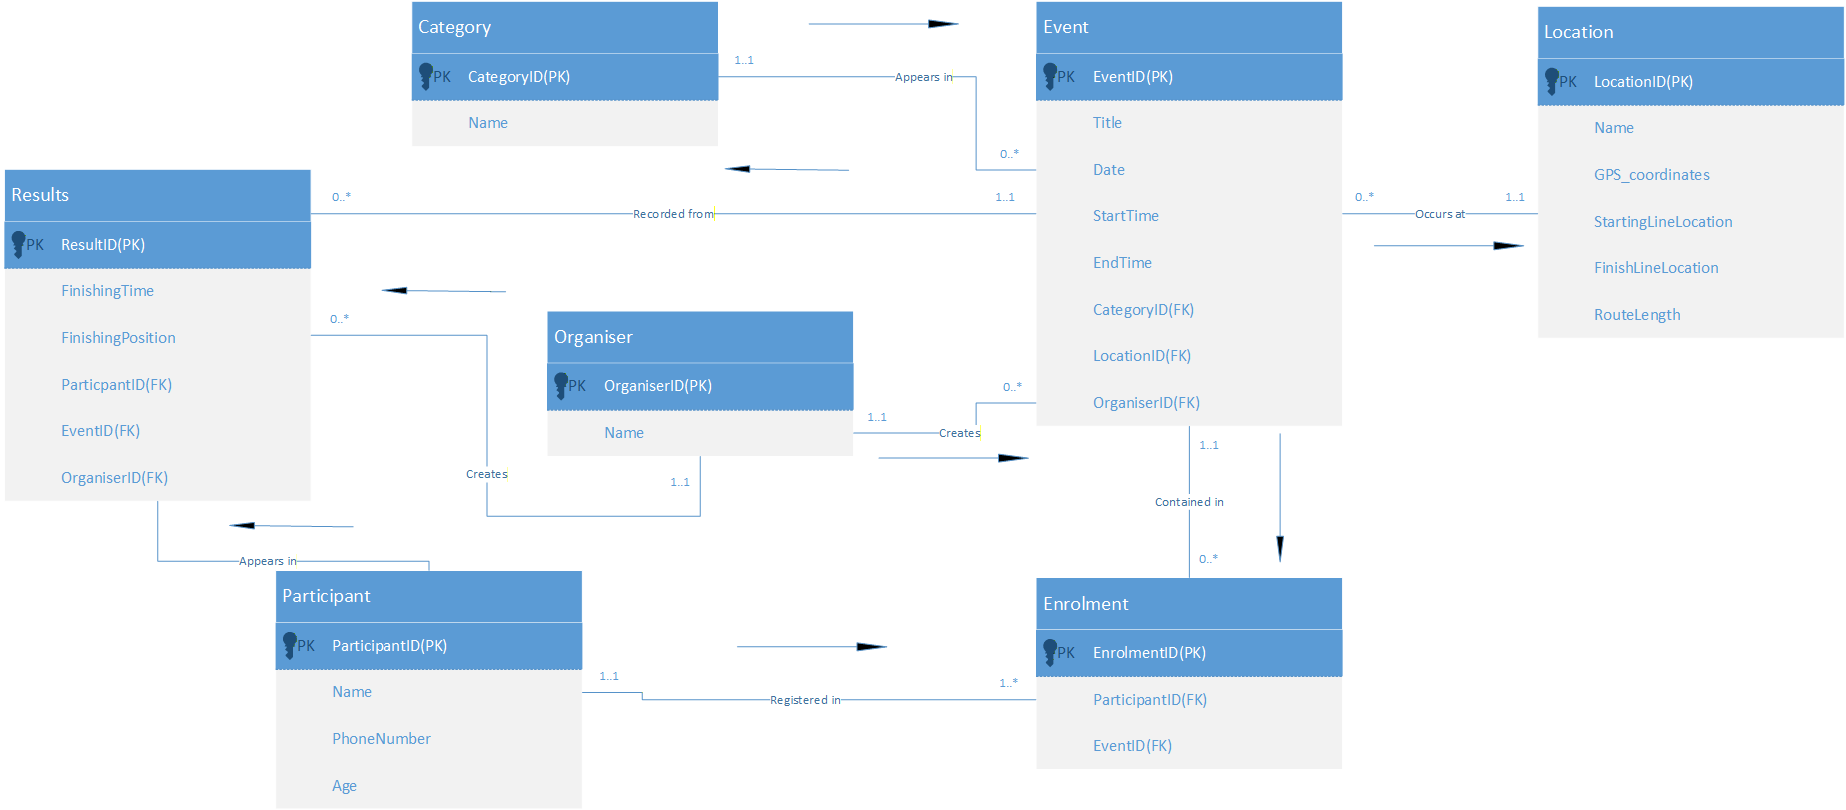 Category
PK CategoryID(PK)
Name
1..1
Appears in
0..*
Event
PK EventID(PK)
Title
Date
StartTime
EndTime
CategoryID(FK)
LocationID(FK)
OrganiserID(FK)
Location
PK LocationID(PK)
Name
GPS_coordinates
StartingLineLocation
FinishLineLocation
RouteLength
0..*
Occurs at
1..1
Results
PK ResultID(PK)
FinishingTime
FinishingPosition
ParticpantID(FK)
EventID(FK)
OrganiserID(FK)
0..*
Recorded from
1..1
0..*
Creates
1..1
Organiser
PK OrganiserID(PK)
Name
1..1
Creates
0..*
1..1
Contained in
0..*
Appears in
Participant
PK ParticipantID(PK)
Name
PhoneNumber
Age
1..1
Registered in
1..*
Enrolment
PK EnrolmentID(PK)
ParticipantID(FK)
EventID(FK)